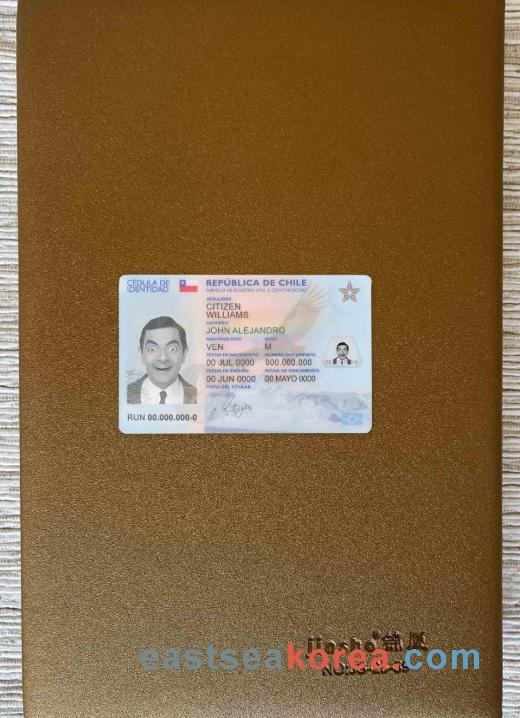 CÉDULA DE
IDENTIDAD
REPÚBLICA DE CHILE
SERVICIO DE REGISTRO CIVIL E IDENTIFICACIÓN
APELLIDOS
CITIZEN
WILLIAMS
NOMBRES
JOHN ALEJANDRO
NACIONALIDAD SEXO
VEN M
FECHA DE NACIMIENTO NÚMERO DOCUMENTO
00 JUL 0000 000.000.000
FECHA DE EMISIÓN FECHA DE VENCIMIENTO
00 JUN 0000 00 MAYO 0000
FIRMA DEL TITULAR
RUN 00.000.000-0
eastseakorea.com